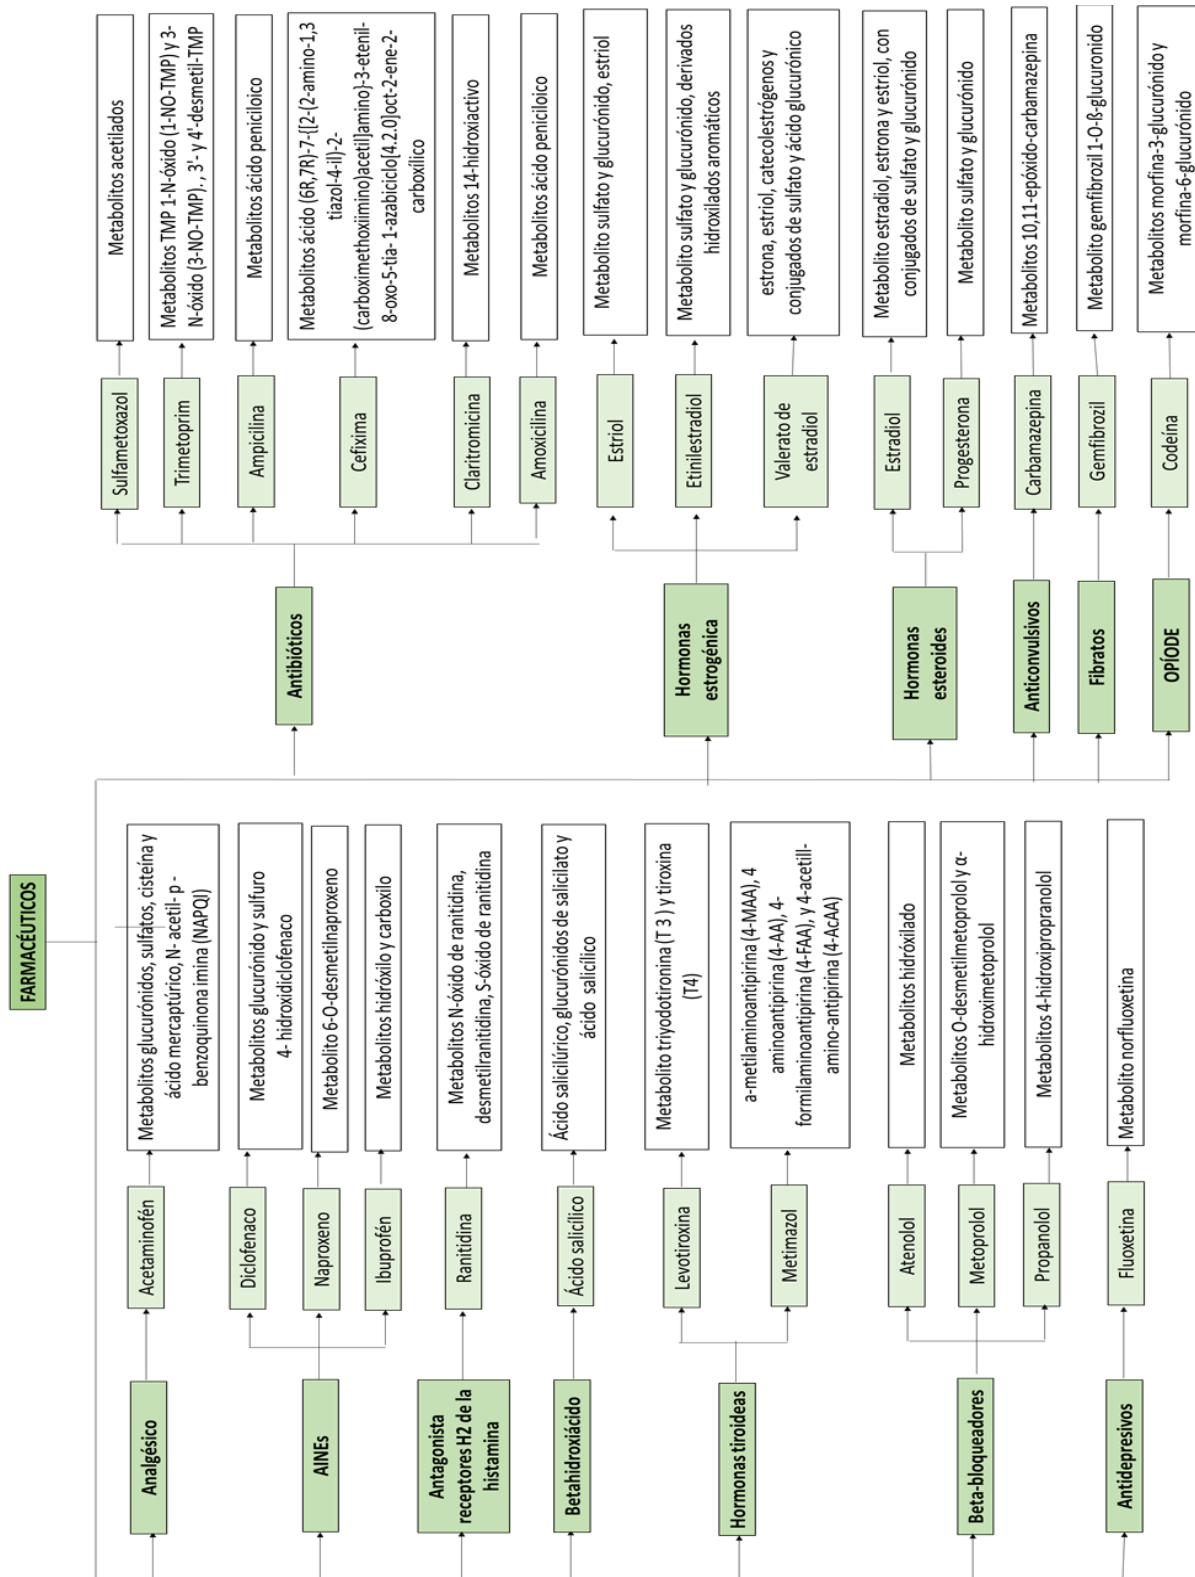 FARMACÉUTICOS
Analgésico
Acetaminofén
Metabolitos glucurónidos, sulfatos, cisteína y
ácido mercaptúrico, N- acetil- p -
benzoquinona imina (NAPQI)
AINEs
Diclofenaco
Metabolitos glucurónido y sulfuro
4- hidroxidiclofenaco
Naproxeno
Metabolito 6-O-desmetilnaproxeno
Ibuprofén
Metabolitos hidróxilo y carboxilo
Antagonista
receptores H2 de la
histamina
Ranitidina
Metabolitos N-óxido de ranitidina,
desmetilranitidina, S-óxido de ranitidina
Betahidroxiácido
Ácido salicílico
Ácido salicilúrico, glucurónidos de salicilato y
ácido salicílico
Hormonas tiroideas
Levotiroxina
Metabolito triyodotironina (T 3 ) y tiroxina
(T4)
Metimazol
a-metilaminoantipirina (4-MAA), 4
aminoantipirina (4-AA), 4-
formilaminoantipirina (4-FAA), y 4-acetill-
amino-antipirina (4-AcAA)
Beta-bloqueadores
Atenolol
Metabolitos hidróxilado
Metoprolol
Metabolitos O-desmetilmetoprolol y α-
hidroximetoprolol
Propanolol
Metabolitos 4-hidroxipropranolol
Antidepresivos
Fluoxetina
Metabolito norfluoxetina
Antibióticos
Sulfametoxazol
Metabolitos acetilados
Trimetoprim
Metabolitos TMP 1-N-óxido (1-NO-TMP) y 3-
N-óxido (3-NO-TMP). , 3'- y 4'-desmetil-TMP
Ampicilina
Metabolitos ácido peniciloico
Cefixima
Metabolitos ácido (6R,7R)-7-{[2-(2-amino-1,3
tiazol-4-il)-2-
(carboximethoximino)acetil]amino}-3-etenil-
8-oxo-5-tia- 1-azabiciclo[4.2.0]oct-2-ene-2-
carboxílico
Claritromicina
Metabolitos 14-hidroxiactivo
Amoxicilina
Metabolitos ácido peniciloico
Hormonas
estrogénica
Estriol
Metabolito sulfato y glucurónido, estriol
Etinilestradiol
Metabolito sulfato y glucurónido, derivados
hidroxilados aromáticos
Valerato de
estradiol
estrona, estriol, catecolestrógenos y
conjugados de sulfato y ácido glucurónico
Hormonas
esteroides
Estradiol
Metabolito estradiol, estrona y estriol, con
conjugados de sulfato y glucurónido
Progesterona
Metabolito sulfato y glucurónido
Anticonvulsivos
Carbamazepina
Metabolitos 10,11-epóxido-carbamazepina
Fibratos
Gemfibrozil
Metabolito gemfibrozil 1-O-ß-glucuronido
OPÍODE
Codeína
Metabolitos morfina-3-glucurónido y
morfina-6-glucurónido